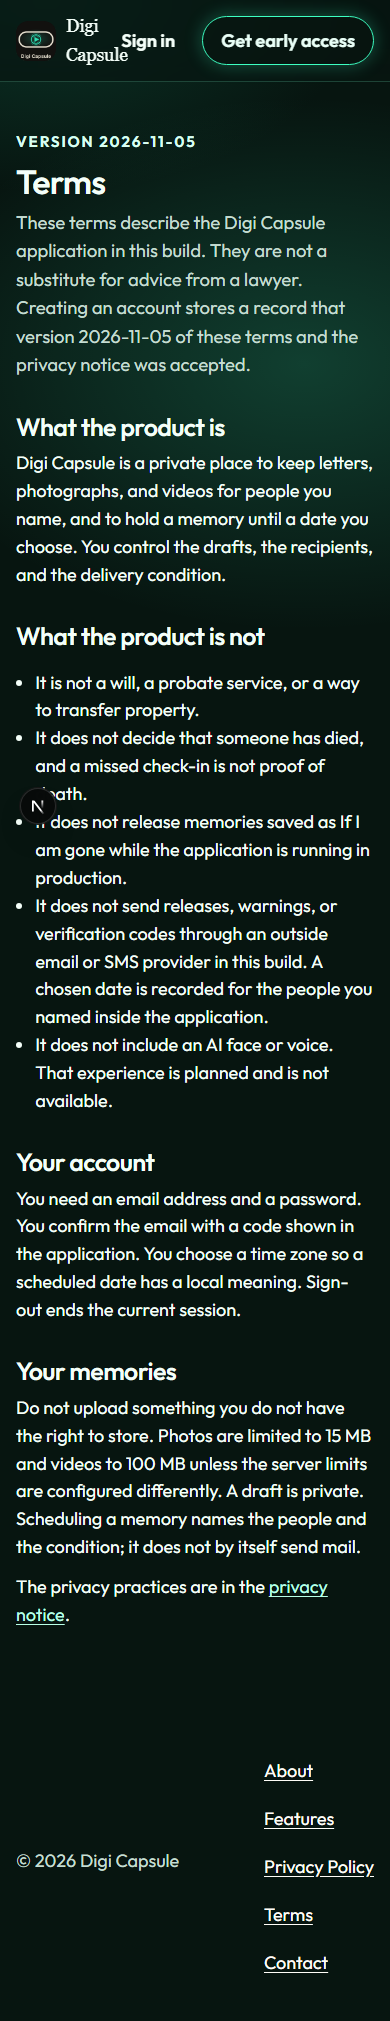 Digi Capsule
Digi
Capsule
Sign in
Get early access
VERSION 2026-11-05
Terms
These terms describe the Digi Capsule
application in this build. They are not a
substitute for advice from a lawyer.
Creating an account stores a record that
version 2026-11-05 of these terms and the
privacy notice was accepted.
What the product is
Digi Capsule is a private place to keep letters,
photographs, and videos for people you
name, and to hold a memory until a date you
choose. You control the drafts, the recipients,
and the delivery condition.
What the product is not
• It is not a will, a probate service, or a way
to transfer property.
• It does not decide that someone has died,
and a missed check-in is not proof of
death.
• It does not release memories saved as If I
am gone while the application is running in
production.
• It does not send releases, warnings, or
verification codes through an outside
email or SMS provider in this build. A
chosen date is recorded for the people you
named inside the application.
• It does not include an AI face or voice.
That experience is planned and is not
available.
Your account
You need an email address and a password.
You confirm the email with a code shown in
the application. You choose a time zone so a
scheduled date has a local meaning. Sign-
out ends the current session.
Your memories
Do not upload something you do not have
the right to store. Photos are limited to 15 MB
and videos to 100 MB unless the server limits
are configured differently. A draft is private.
Scheduling a memory names the people and
the condition; it does not by itself send mail.
The privacy practices are in the privacy
notice.
About
Features
© 2026 Digi Capsule
Privacy Policy
Terms
Contact